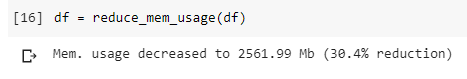 [16] df = reduce_mem_usage(df)
Mem. usage decreased to 2561.99 Mb (30.4% reduction)